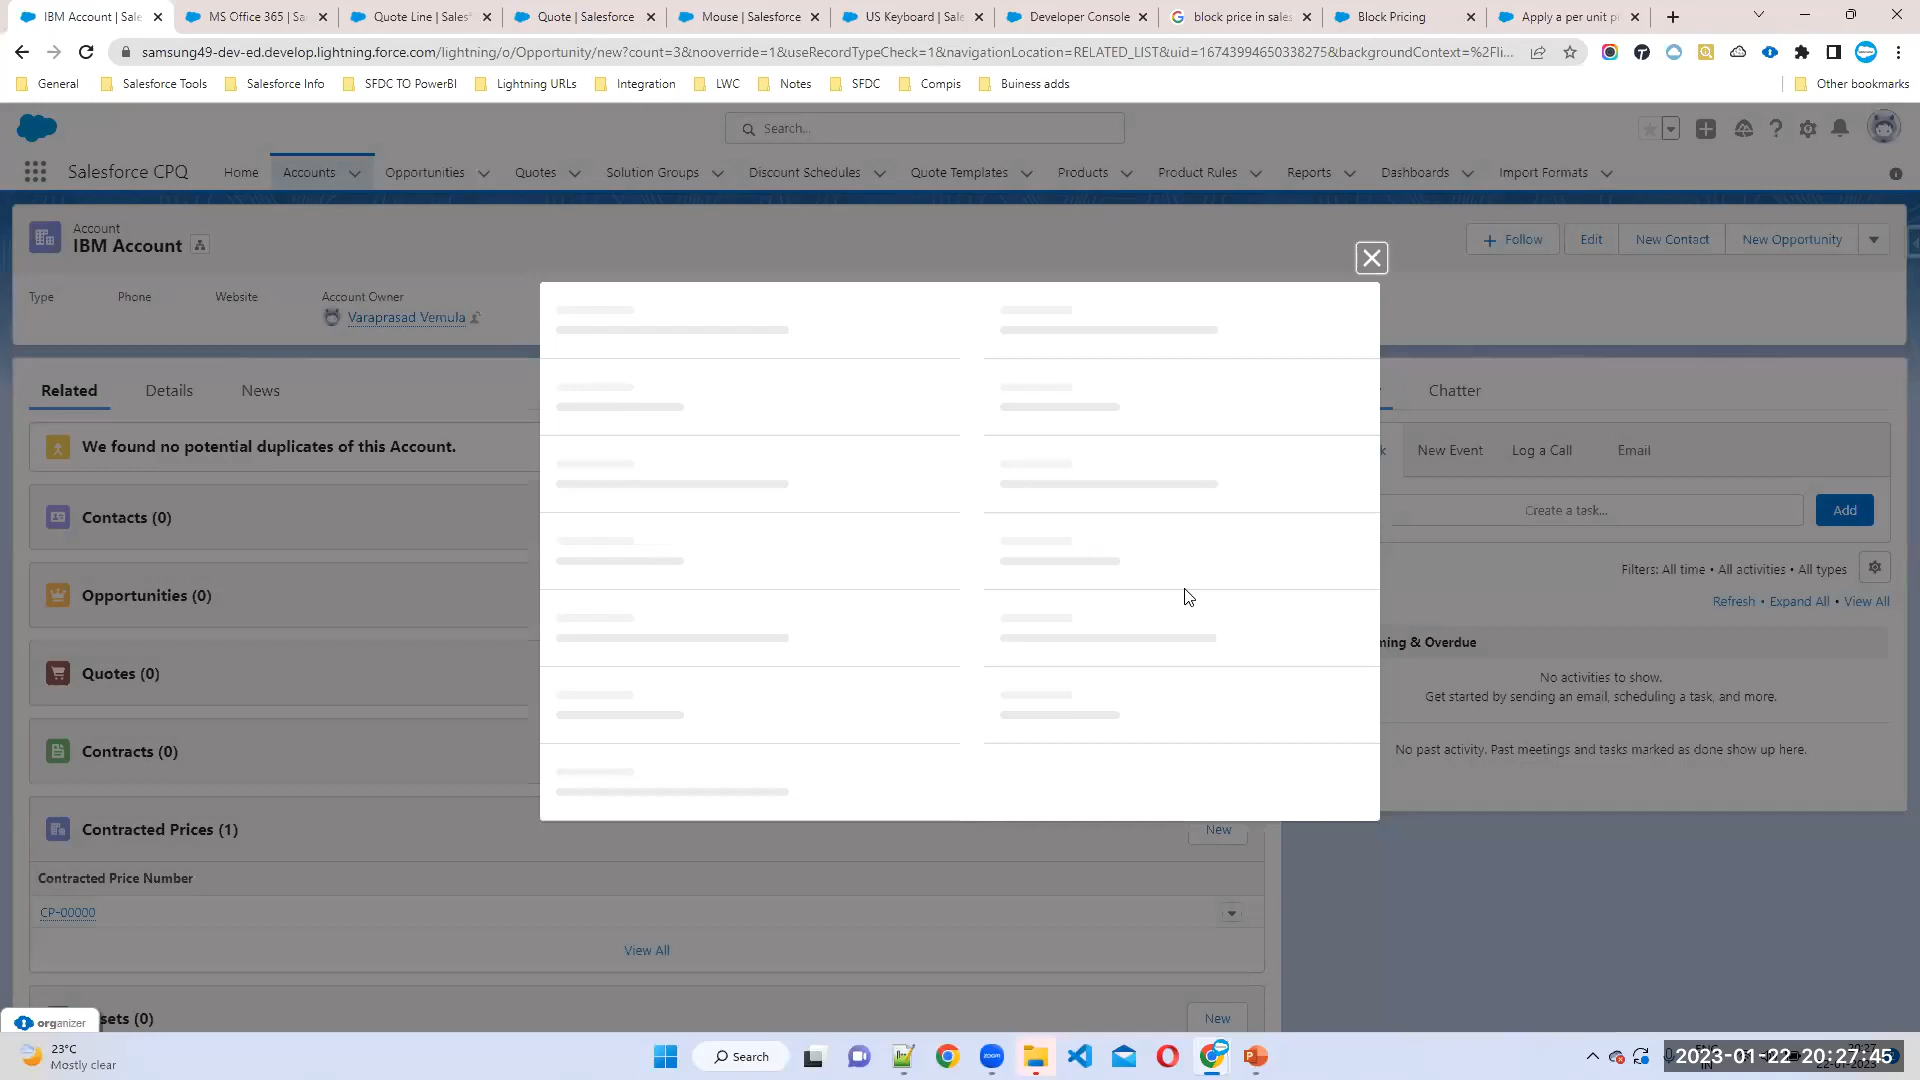 IBM Account | Sale
MS Office 365 | Sa
Quote Line | Sales
Quote | Salesforce
Mouse | Salesforce
US Keyboard | Sale
Developer Console
block price in sales
Block Pricing
Apply a per unit p
samsung49-dev-ed.develop.lightning.force.com/lightning/o/Opportunity/new?count=3&nooverride=1&useRecordTypeCheck=1&navigationLocation=RELATED_LIST&uid=16743994650338275&backgroundContext=%2Fli...
General
Salesforce Tools
Salesforce Info
SFDC TO PowerBI
Lightning URLs
Integration
LWC
Notes
SFDC
Compis
Buiness adds
Other bookmarks
Search...
Salesforce CPQ
Home
Accounts
Opportunities
Quotes
Solution Groups
Discount Schedules
Quote Templates
Products
Product Rules
Reports
Dashboards
Import Formats
Account
IBM Account
Follow
Edit
New Contact
New Opportunity
Type
Phone
Website
Account Owner
Varaprasad Vemula
Related
Details
News
Chatter
We found no potential duplicates of this Account.
New Event
Log a Call
Email
Create a task...
Add
Contacts (0)
Opportunities (0)
Filters: All time • All activities • All types
Refresh • Expand All • View All
ming & Overdue
Quotes (0)
No activities to show.
Get started by sending an email, scheduling a task, and more.
Contracts (0)
No past activity. Past meetings and tasks marked as done show up here.
Contracted Prices (1)
New
Contracted Price Number
CP-00000
View All
sets (0)
New
organizer
23°C
Mostly clear
Search
zoom
2023-01-22 20:27:45